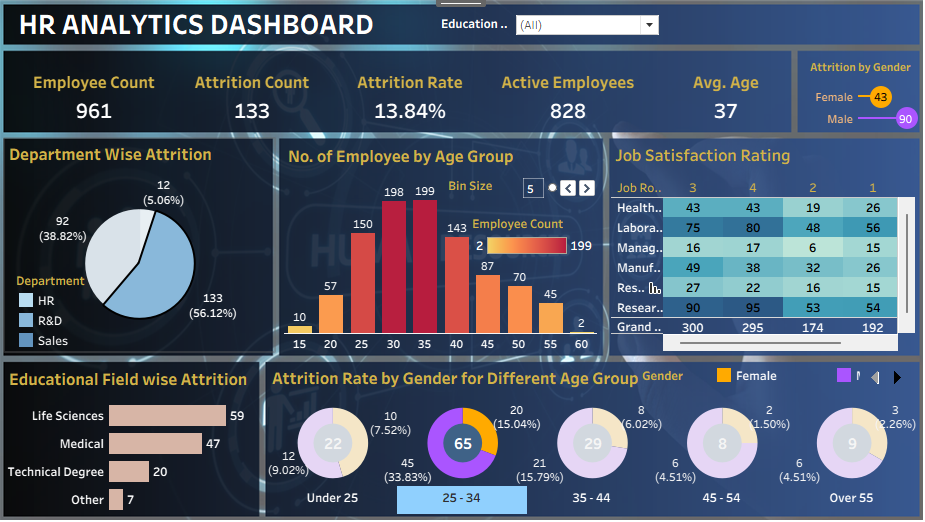 HR ANALYTICS DASHBOARD
Education .. (All)
Employee Count
961
Attrition Count
133
Attrition Rate
13.84%
Active Employees
828
Avg. Age
37
Attrition by Gender
Female 43
Male 90
Department Wise Attrition
12
(5.06%)
92
(38.82%)
133
(56.12%)
Department
HR
R&D
Sales
No. of Employee by Age Group
Bin Size 5
Employee Count
2 199
10 57 150 198 199 143 87 70 45 2
15 20 25 30 35 40 45 50 55 60
Job Satisfaction Rating
Job Ro.. 3 4 2 1
Health.. 43 43 19 26
Labora.. 75 80 48 56
Manag.. 16 17 6 15
Manuf.. 49 38 32 26
Res.. 27 22 16 15
Resear.. 90 95 53 54
Grand .. 300 295 174 192
Educational Field wise Attrition
Life Sciences 59
Medical 47
Technical Degree 20
Other 7
Attrition Rate by Gender for Different Age Group
Gender Female
22
10
(7.52%)
12
(9.02%)
Under 25
65
20
(15.04%)
45
(33.83%)
25 - 34
29
8
(6.02%)
21
(15.79%)
35 - 44
8
2
(1.50%)
6
(4.51%)
45 - 54
9
3
(2.26%)
6
(4.51%)
Over 55